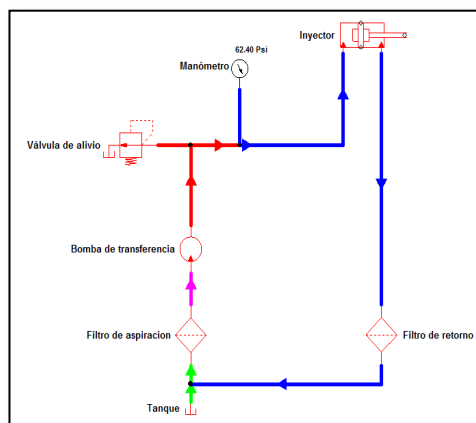 Inyector
62.40 Psi
Manómetro
Válvula de alivio
Bomba de transferencia
Filtro de aspiracion
Filtro de retorno
Tanque